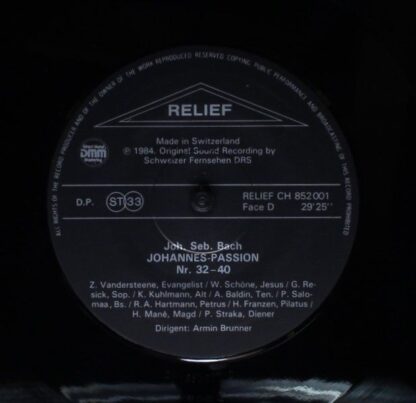 ALL RIGHTS OF THE RECORD PRODUCER AND OF THE OWNER OF THE WORK REPRODUCED RESERVED COPYING, PUBLIC PERFORMANCE AND BROADCASTING OF THIS RECORD PROHIBITED
RELIEF
Made in Switzerland
℗ 1984. Original Sound Recording by
Schweizer Fernsehen DRS
DMM
D.P. ST 33 RELIEF CH 852001
Face D 29'25''
Joh. Seb. Bach
JOHANNES-PASSION
Nr. 32-40
Z. Vandersteene, Evangelist / W. Schöne, Jesus / G. Re-
sick, Sop. / K. Kuhlmann, Alt / A. Baldin, Ten. / P. Salo-
maa, Bs. / R.A. Hartmann, Petrus / H. Franzen, Pilatus /
H. Mané, Magd / P. Straka, Diener
Dirigent: Armin Brunner